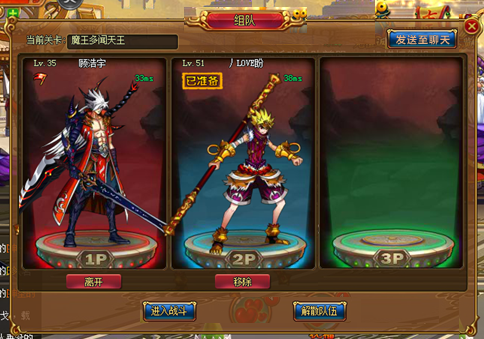 组队
当前关卡 魔王多闻天王
发送至聊天
Lv. 35 顾浩宇
33ms
Lv. 51 丿LOVE盼
已准备
38ms
1P
2P
3P
离开
移除
进入战斗
解散队伍